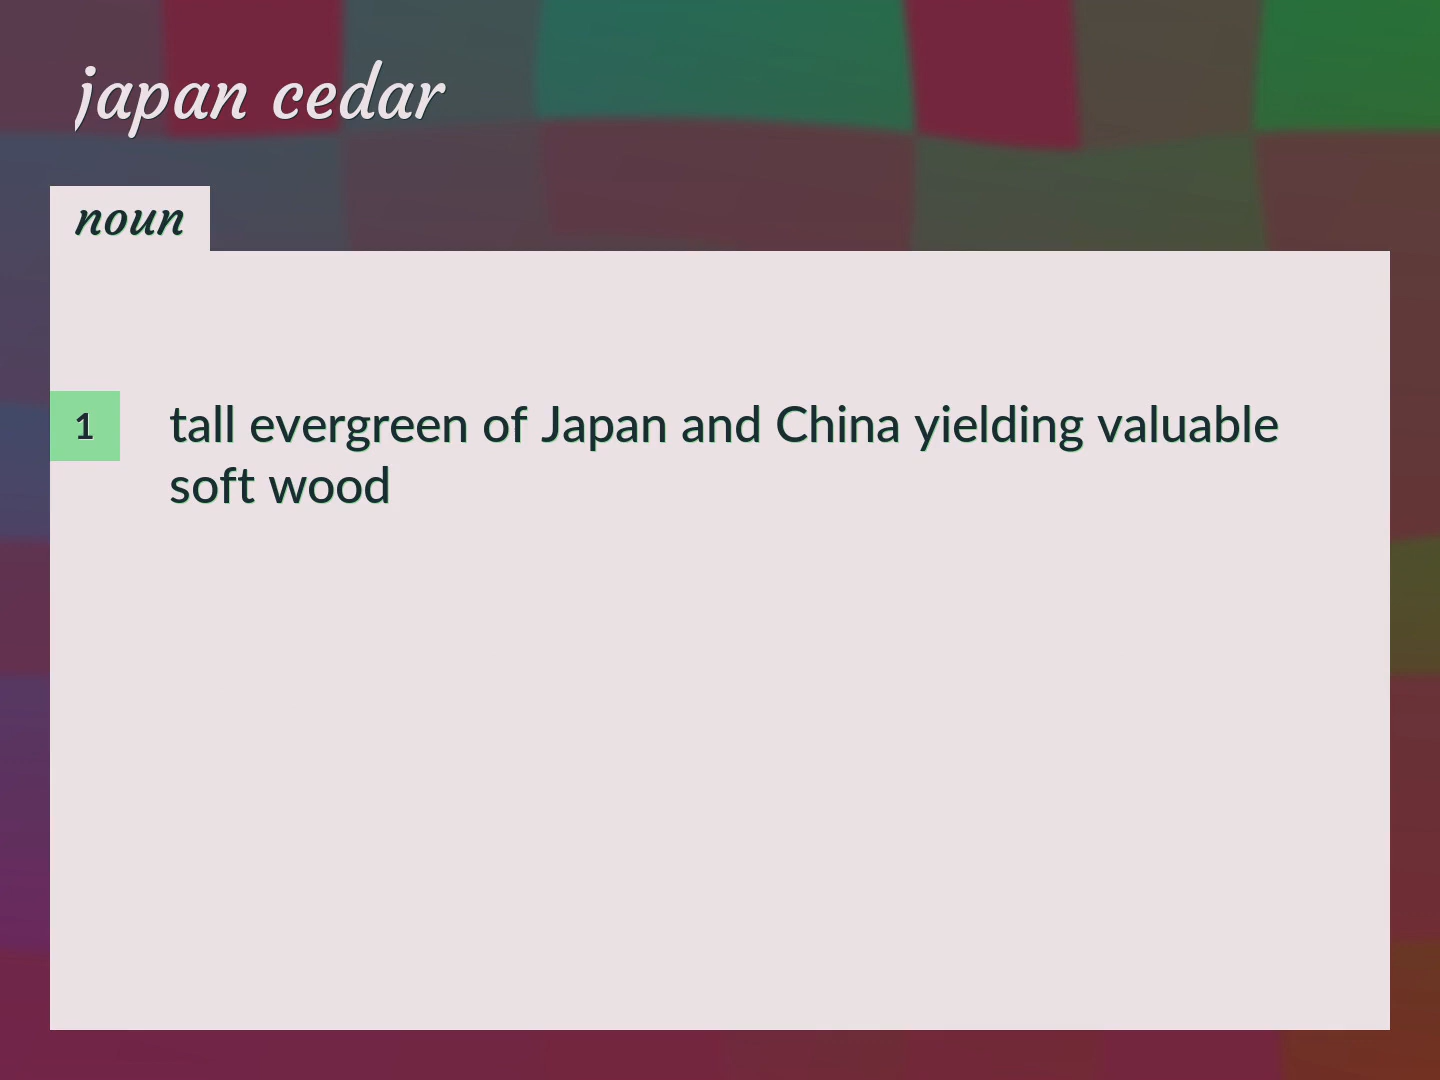 japan cedar
noun
1
tall evergreen of Japan and China yielding valuable
soft wood